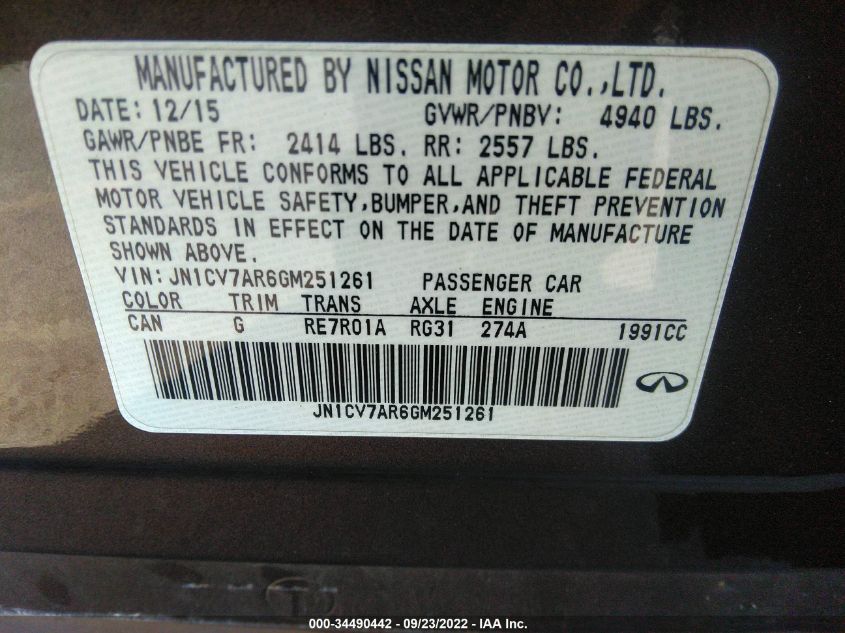 MANUFACTURED BY NISSAN MOTOR CO.,LTD.
DATE: 12/15 GVWR/PNBV: 4940 LBS.
GAWR/PNBE FR: 2414 LBS. RR: 2557 LBS.
THIS VEHICLE CONFORMS TO ALL APPLICABLE FEDERAL
MOTOR VEHICLE SAFETY,BUMPER,AND THEFT PREVENTION
STANDARDS IN EFFECT ON THE DATE OF MANUFACTURE
SHOWN ABOVE.
VIN: JN1CV7AR6GM251261 PASSENGER CAR
COLOR TRIM TRANS AXLE ENGINE
CAN G RE7R01A RG31 274A 1991CC
JN1CV7AR6GM251261
000-34490442 - 09/23/2022 - IAA Inc.